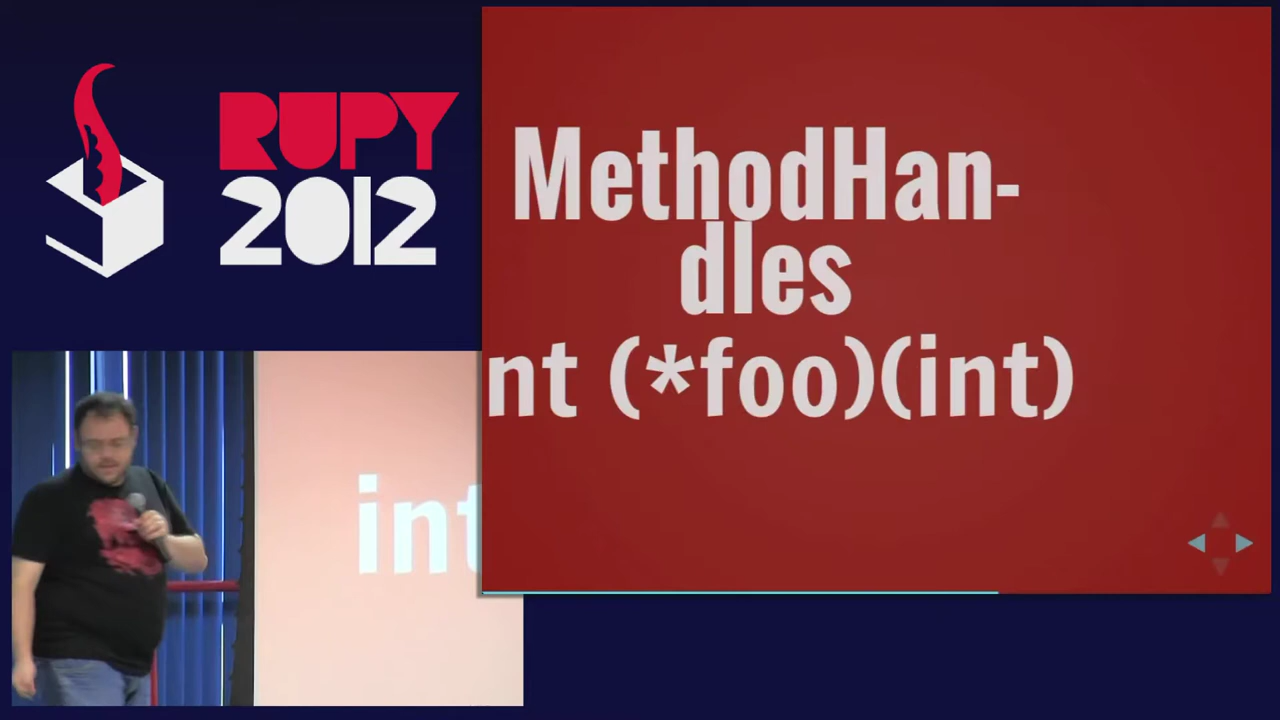 RUPY
2012
MethodHan-
dles
nt (*foo)(int)
int